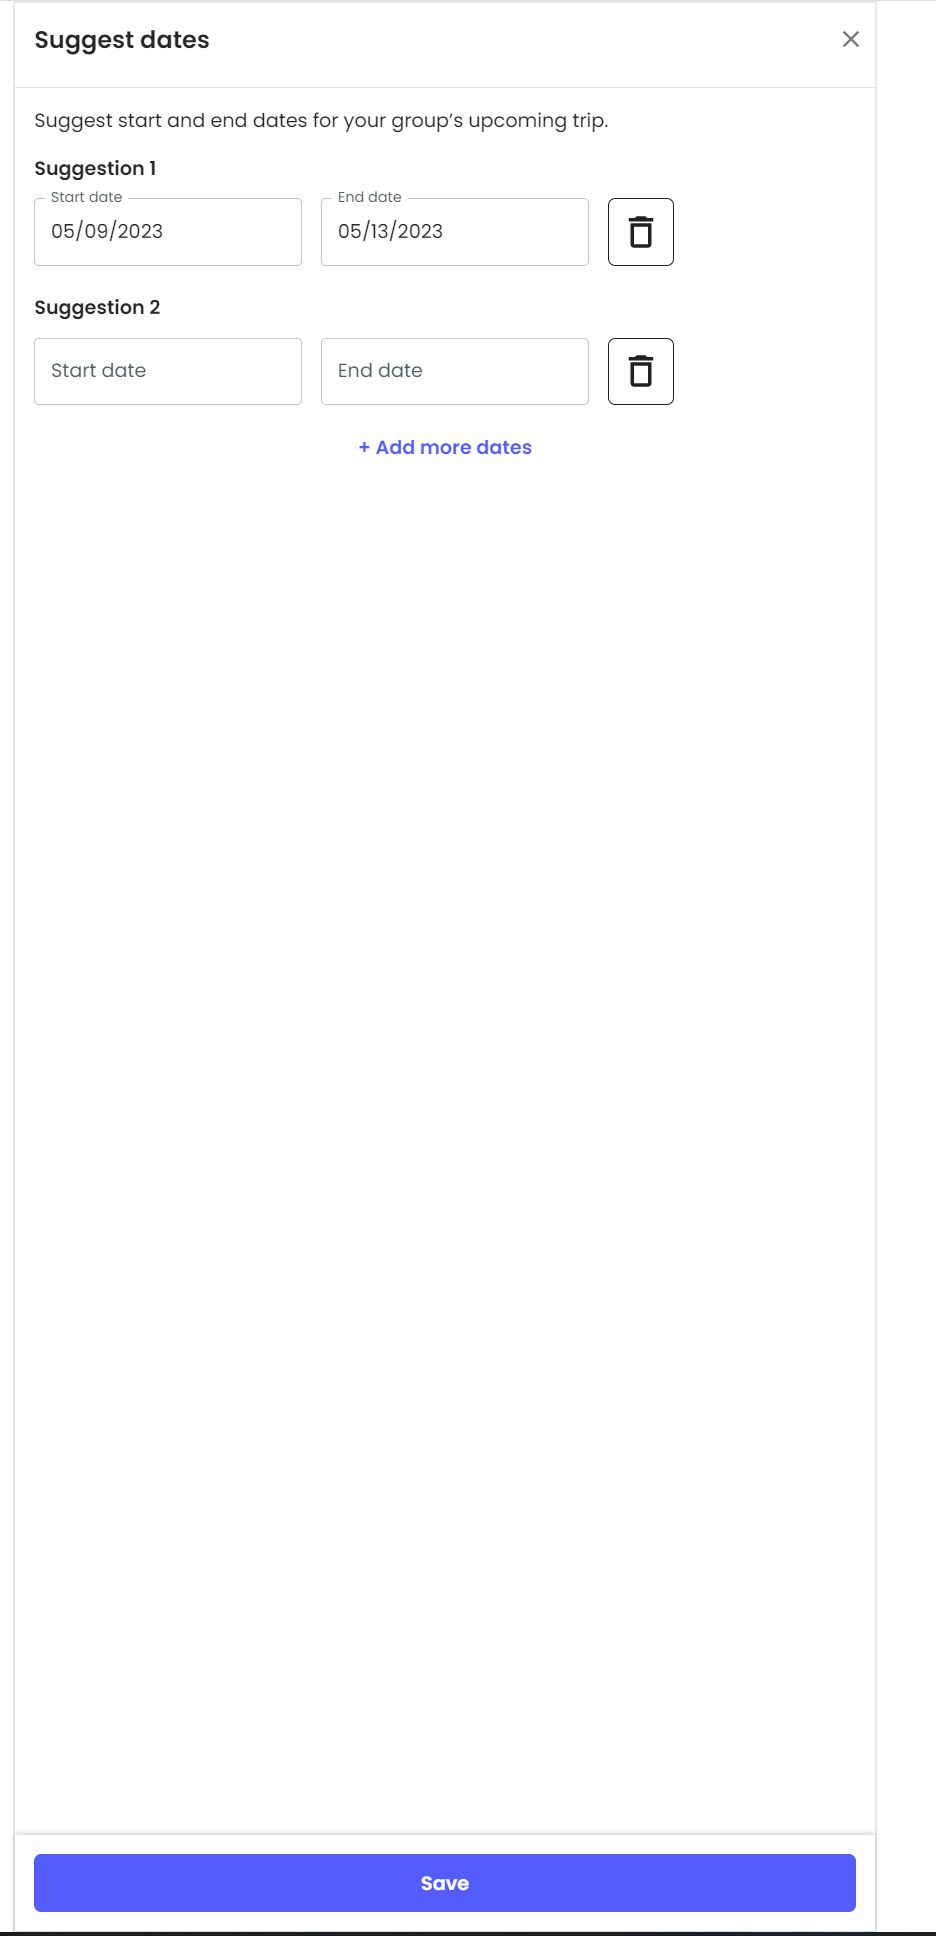 Suggest dates
Suggest start and end dates for your group’s upcoming trip.
Suggestion 1
Start date
05/09/2023
End date
05/13/2023
Suggestion 2
Start date
End date
+ Add more dates
Save